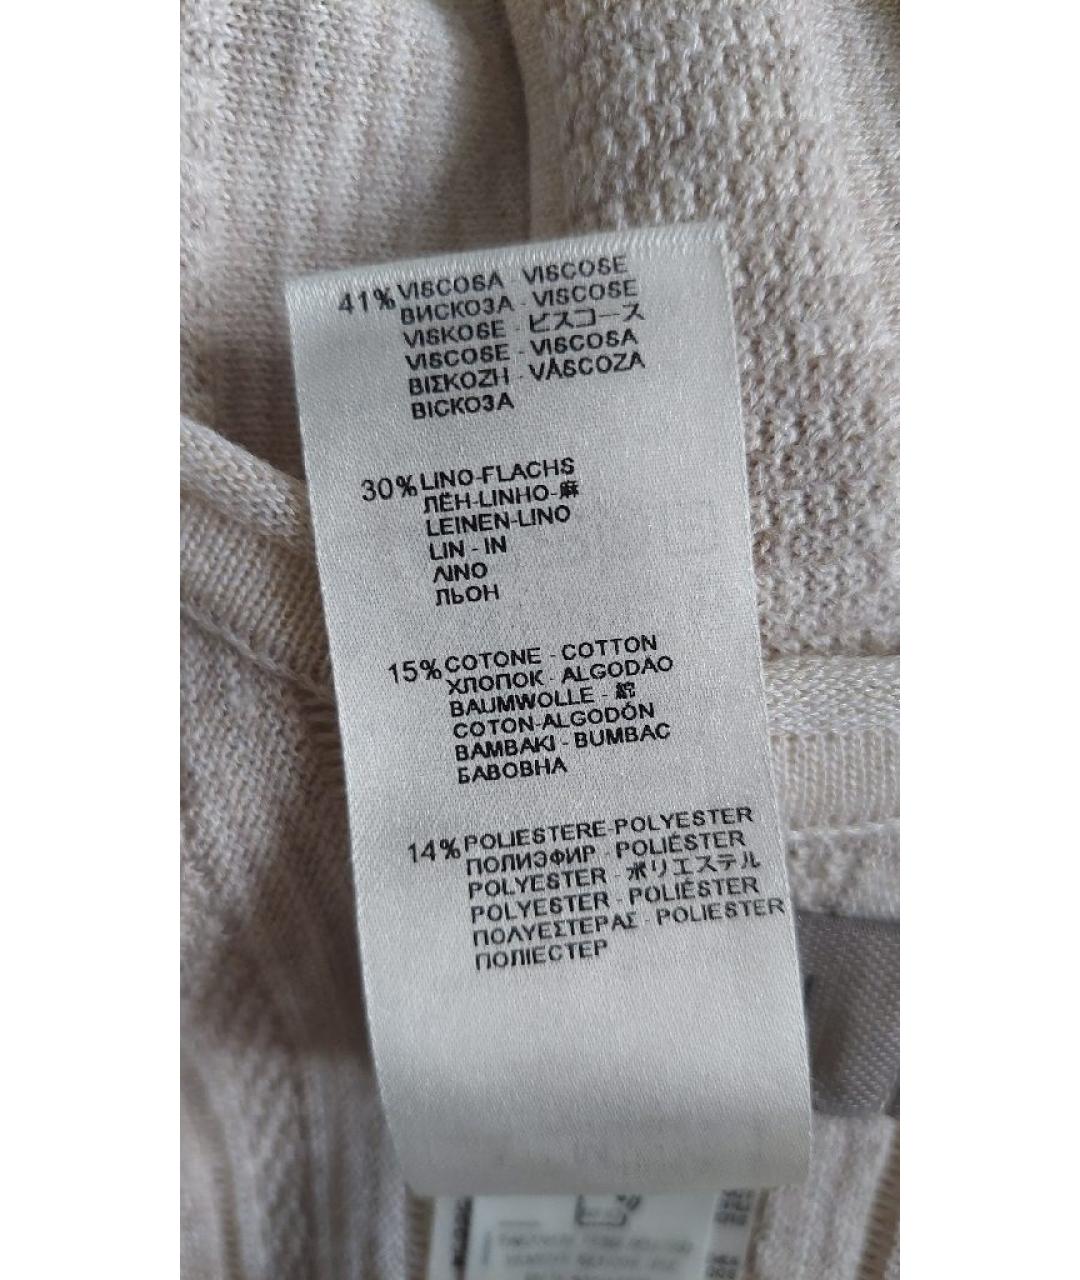 41% VISCOSA VISCOSE
ВИСКОЗА - VISCOSE
VISKOSE - ビスコース
VISCOSE - VISCOSA
ΒΙΣΚΟΖΗ - VÂSCOZA
ВІСКОЗА
30% LINO-FLACHS
ЛЁН-LINHO-麻
LEINEN-LINO
LIN - IN
ΛΙΝΟ
ЛЬОН
15% COTONE - COTTON
ХЛОПОК - ALGODAO
BAUMWOLLE - 綿
COTON-ALGODÓN
BAMBAKI - BUMBAC
БАВОВНА
14% POLIESTERE-POLYESTER
ПОЛИЭФИР - POLIÉSTER
POLYESTER - ポリエステル
POLYESTER - POLIÉSTER
ΠΟΛΥΕΣΤΕΡΑΣ - POLIESTER
ПОЛІЕСТЕР